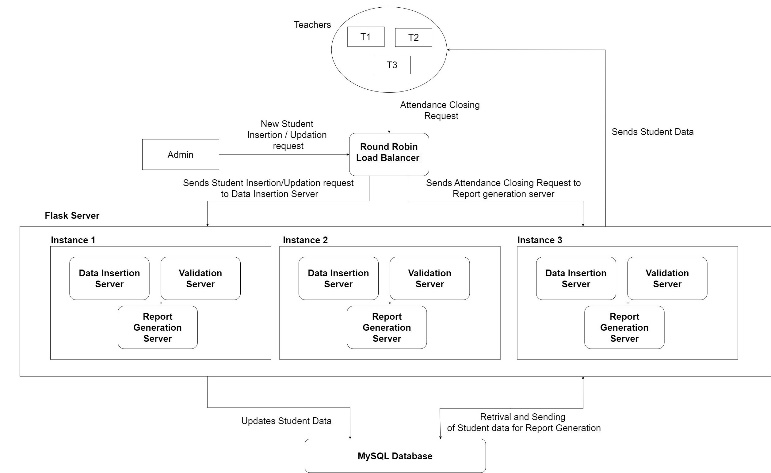 Teachers
T1
T2
T3
Attendance Closing
Request
New Student
Insertion / Updation
request
Sends Student Data
Admin
Round Robin
Load Balancer
Sends Student Insertion/Updation request
to Data Insertion Server
Sends Attendance Closing Request to
Report generation server
Flask Server
Instance 1
Data Insertion
Server
Validation
Server
Report
Generation
Server
Instance 2
Data Insertion
Server
Validation
Server
Report
Generation
Server
Instance 3
Data Insertion
Server
Validation
Server
Report
Generation
Server
Updates Student Data
Retrival and Sending
of Student data for Report Generation
MySQL Database